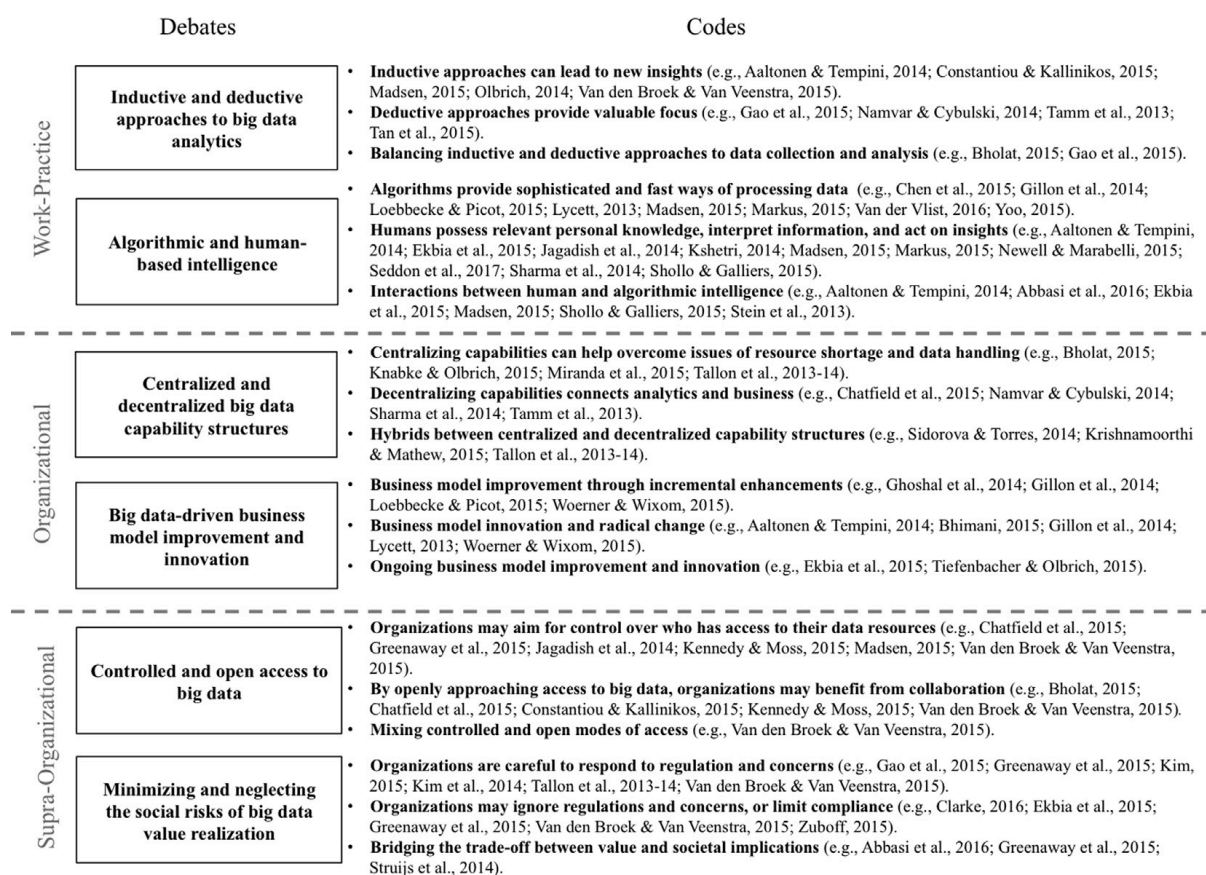 Debates
Codes
Work-Practice
Inductive and deductive
approaches to big data
analytics
• Inductive approaches can lead to new insights (e.g., Aaltonen & Tempini, 2014; Constantiou & Kallinikos, 2015;
Madsen, 2015; Olbrich, 2014; Van den Broek & Van Veenstra, 2015).
• Deductive approaches provide valuable focus (e.g., Gao et al., 2015; Namvar & Cybulski, 2014; Tamm et al., 2013;
Tan et al., 2015).
• Balancing inductive and deductive approaches to data collection and analysis (e.g., Bholat, 2015; Gao et al., 2015).
Algorithmic and human-
based intelligence
• Algorithms provide sophisticated and fast ways of processing data (e.g., Chen et al., 2015; Gillon et al., 2014;
Loebbecke & Picot, 2015; Lycett, 2013; Madsen, 2015; Markus, 2015; Van der Vlist, 2016; Yoo, 2015).
• Humans possess relevant personal knowledge, interpret information, and act on insights (e.g., Aaltonen & Tempini,
2014; Ekbia et al., 2015; Jagadish et al., 2014; Kshetri, 2014; Madsen, 2015; Markus, 2015; Newell & Marabelli, 2015;
Seddon et al., 2017; Sharma et al., 2014; Shollo & Galliers, 2015).
• Interactions between human and algorithmic intelligence (e.g., Aaltonen & Tempini, 2014; Abbasi et al., 2016; Ekbia
et al., 2015; Madsen, 2015; Shollo & Galliers, 2015; Stein et al., 2013).
Organizational
Centralized and
decentralized big data
capability structures
• Centralizing capabilities can help overcome issues of resource shortage and data handling (e.g., Bholat, 2015;
Knabke & Olbrich, 2015; Miranda et al., 2015; Tallon et al., 2013-14).
• Decentralizing capabilities connects analytics and business (e.g., Chatfield et al., 2015; Namvar & Cybulski, 2014;
Sharma et al., 2014; Tamm et al., 2013).
• Hybrids between centralized and decentralized capability structures (e.g., Sidorova & Torres, 2014; Krishnamoorthi
& Mathew, 2015; Tallon et al., 2013-14).
Big data-driven business
model improvement and
innovation
• Business model improvement through incremental enhancements (e.g., Ghoshal et al., 2014; Gillon et al., 2014;
Loebbecke & Picot, 2015; Woerner & Wixom, 2015).
• Business model innovation and radical change (e.g., Aaltonen & Tempini, 2014; Bhimani, 2015; Gillon et al., 2014;
Lycett, 2013; Woerner & Wixom, 2015).
• Ongoing business model improvement and innovation (e.g., Ekbia et al., 2015; Tiefenbacher & Olbrich, 2015).
Supra-Organizational
Controlled and open access to
big data
• Organizations may aim for control over who has access to their data resources (e.g., Chatfield et al., 2015;
Greenaway et al., 2015; Jagadish et al., 2014; Kennedy & Moss, 2015; Madsen, 2015; Van den Broek & Van Veenstra,
2015).
• By openly approaching access to big data, organizations may benefit from collaboration (e.g., Bholat, 2015;
Chatfield et al., 2015; Constantiou & Kallinikos, 2015; Kennedy & Moss, 2015; Van den Broek & Van Veenstra, 2015).
• Mixing controlled and open modes of access (e.g., Van den Broek & Van Veenstra, 2015).
Minimizing and neglecting
the social risks of big data
value realization
• Organizations are careful to respond to regulation and concerns (e.g., Gao et al., 2015; Greenaway et al., 2015; Kim,
2015; Kim et al., 2014; Tallon et al., 2013-14; Van den Broek & Van Veenstra, 2015).
• Organizations may ignore regulations and concerns, or limit compliance (e.g., Clarke, 2016; Ekbia et al., 2015;
Greenaway et al., 2015; Van den Broek & Van Veenstra, 2015; Zuboff, 2015).
• Bridging the trade-off between value and societal implications (e.g., Abbasi et al., 2016; Greenaway et al., 2015;
Struijs et al., 2014).